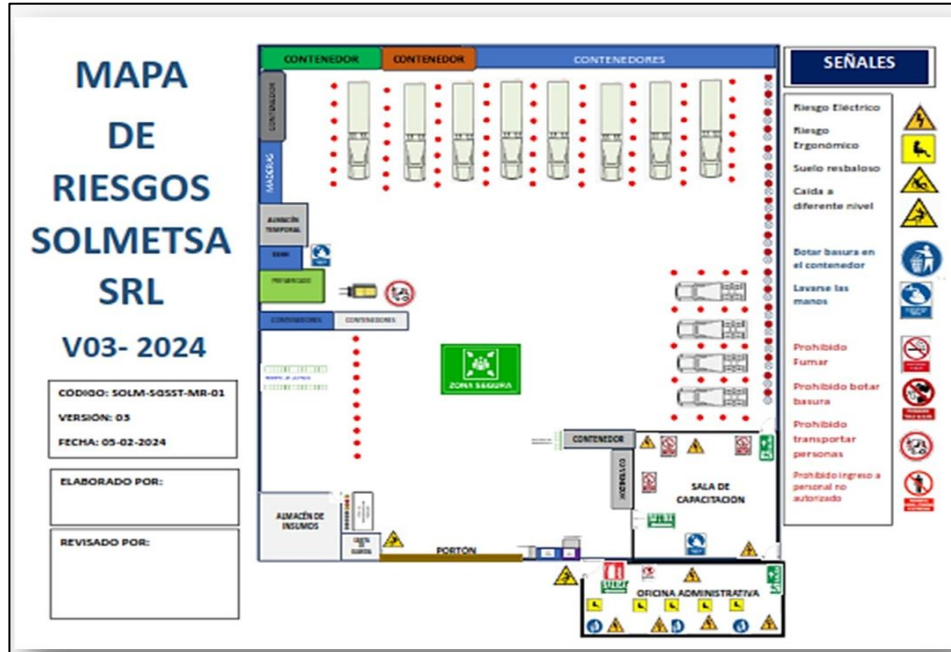 MAPA
DE
RIESGOS
SOLMETSA
SRL
V03- 2024
CÓDIGO: SOLM-SGSST-MR-01
VERSION: 03
FECHA: 05-02-2024
ELABORADO POR:
REVISADO POR:
CONTENEDOR
CONTENEDOR
CONTENEDORES
CONTENEDOR
MADERAS
ALMACÉN
TEMPORAL
CONTENEDORES
CONTENEDORES
ZONA SEGURA
CONTENEDOR
CONTENEDOR
SALA DE
CAPACITACIÓN
ALMACÉN DE
INSUMOS
PORTÓN
OFICINA ADMINISTRATIVA
SEÑALES
Riesgo Eléctrico
Riesgo
Ergonómico
Suelo resbaloso
Caída a
diferente nivel
Botar basura en
el contenedor
Lavarse las
manos
Prohibido
Fumar
Prohibido botar
basura
Prohibido
transportar
personas
Prohibido ingreso a
personal no
autorizado